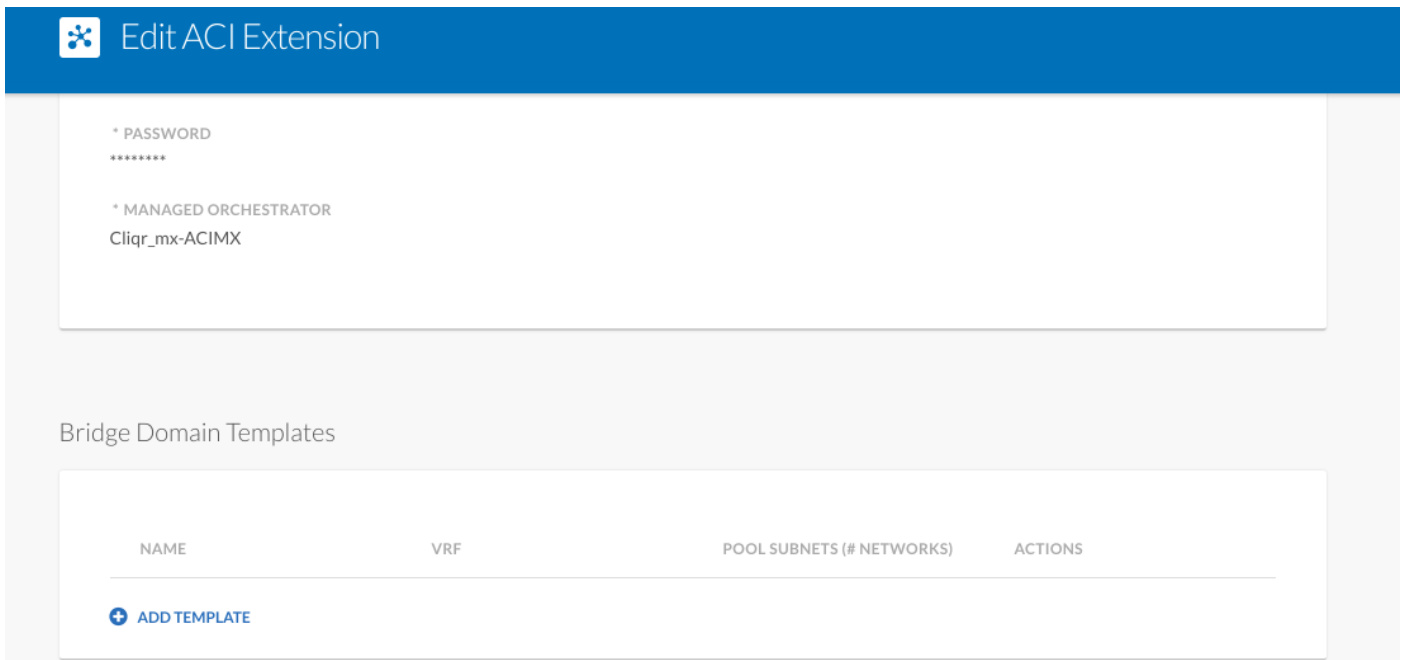 Edit ACI Extension
* PASSWORD
********
* MANAGED ORCHESTRATOR
Cliqr_mx-ACIMX
Bridge Domain Templates
NAME VRF POOL SUBNETS (# NETWORKS) ACTIONS
ADD TEMPLATE